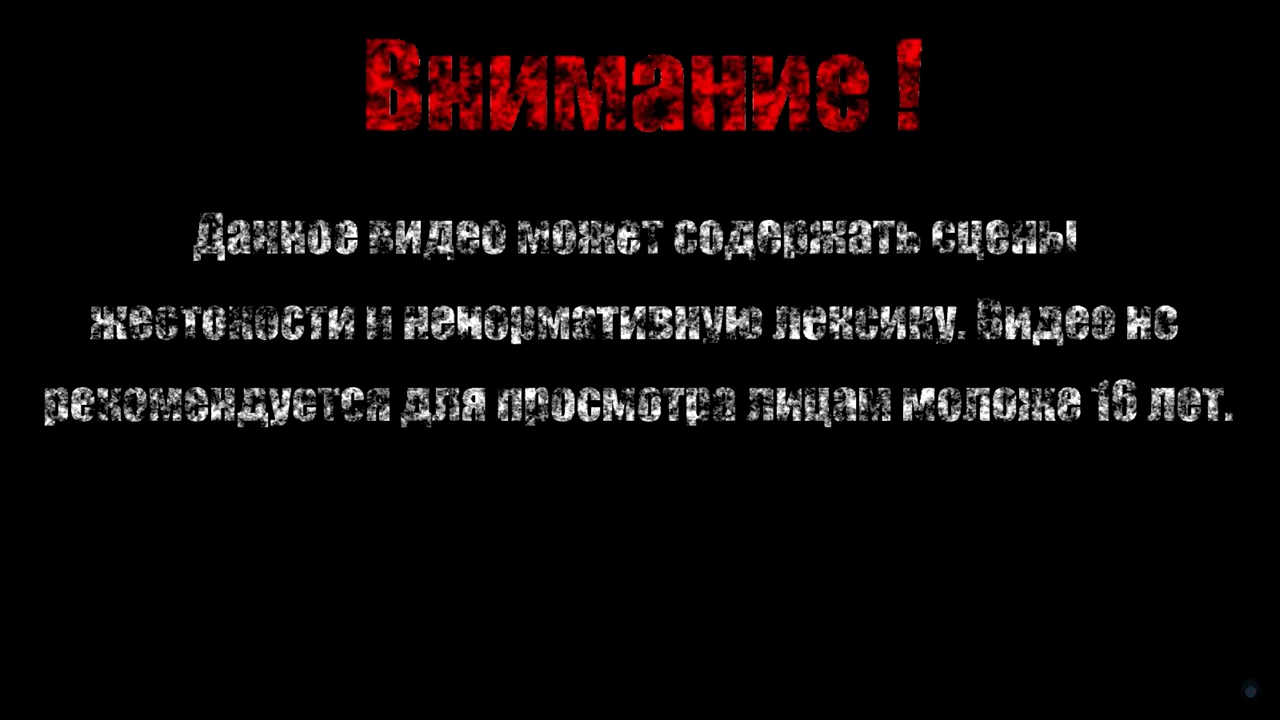 Внимание !
Данное видео может содержать сцены
жестокости и ненормативную лексику. Видео не
рекомендуется для просмотра лицам моложе 16 лет.